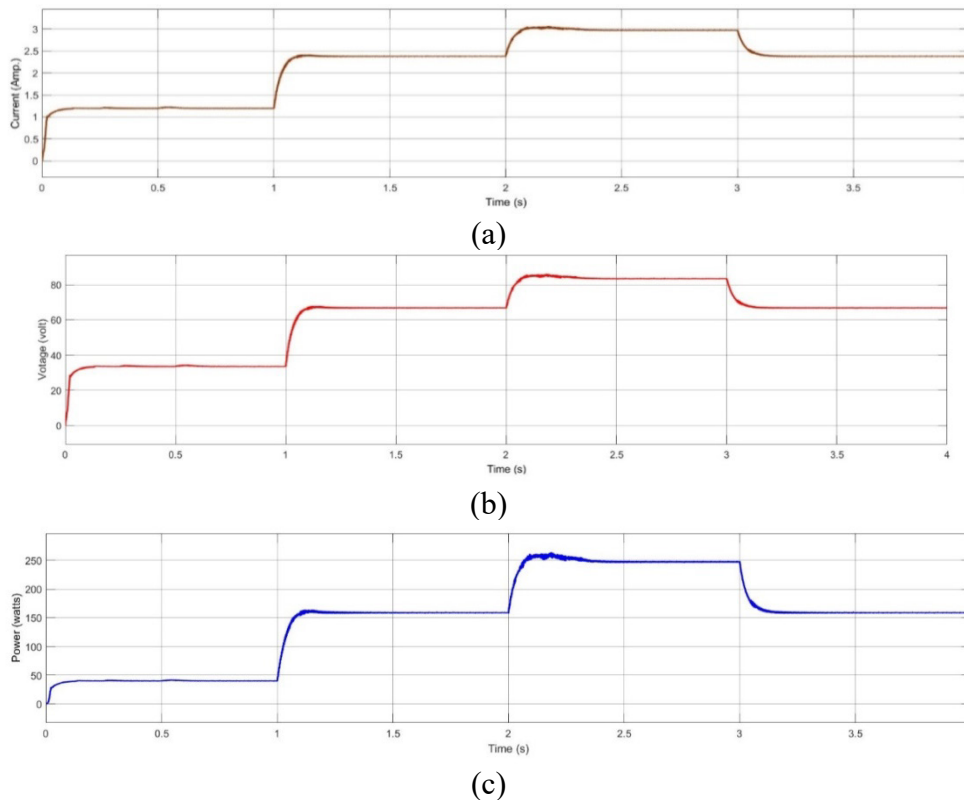 3
2.5
2
1.5
1
0.5
0
Current (Amp.)
0 0.5 1 1.5 2 2.5 3 3.5
Time (s)
(a)
80
60
40
20
0
Votage (volt)
0 0.5 1 1.5 2 2.5 3 3.5 4
Time (s)
(b)
250
200
150
100
50
0
Power (watts)
0 0.5 1 1.5 2 2.5 3 3.5
Time (s)
(c)